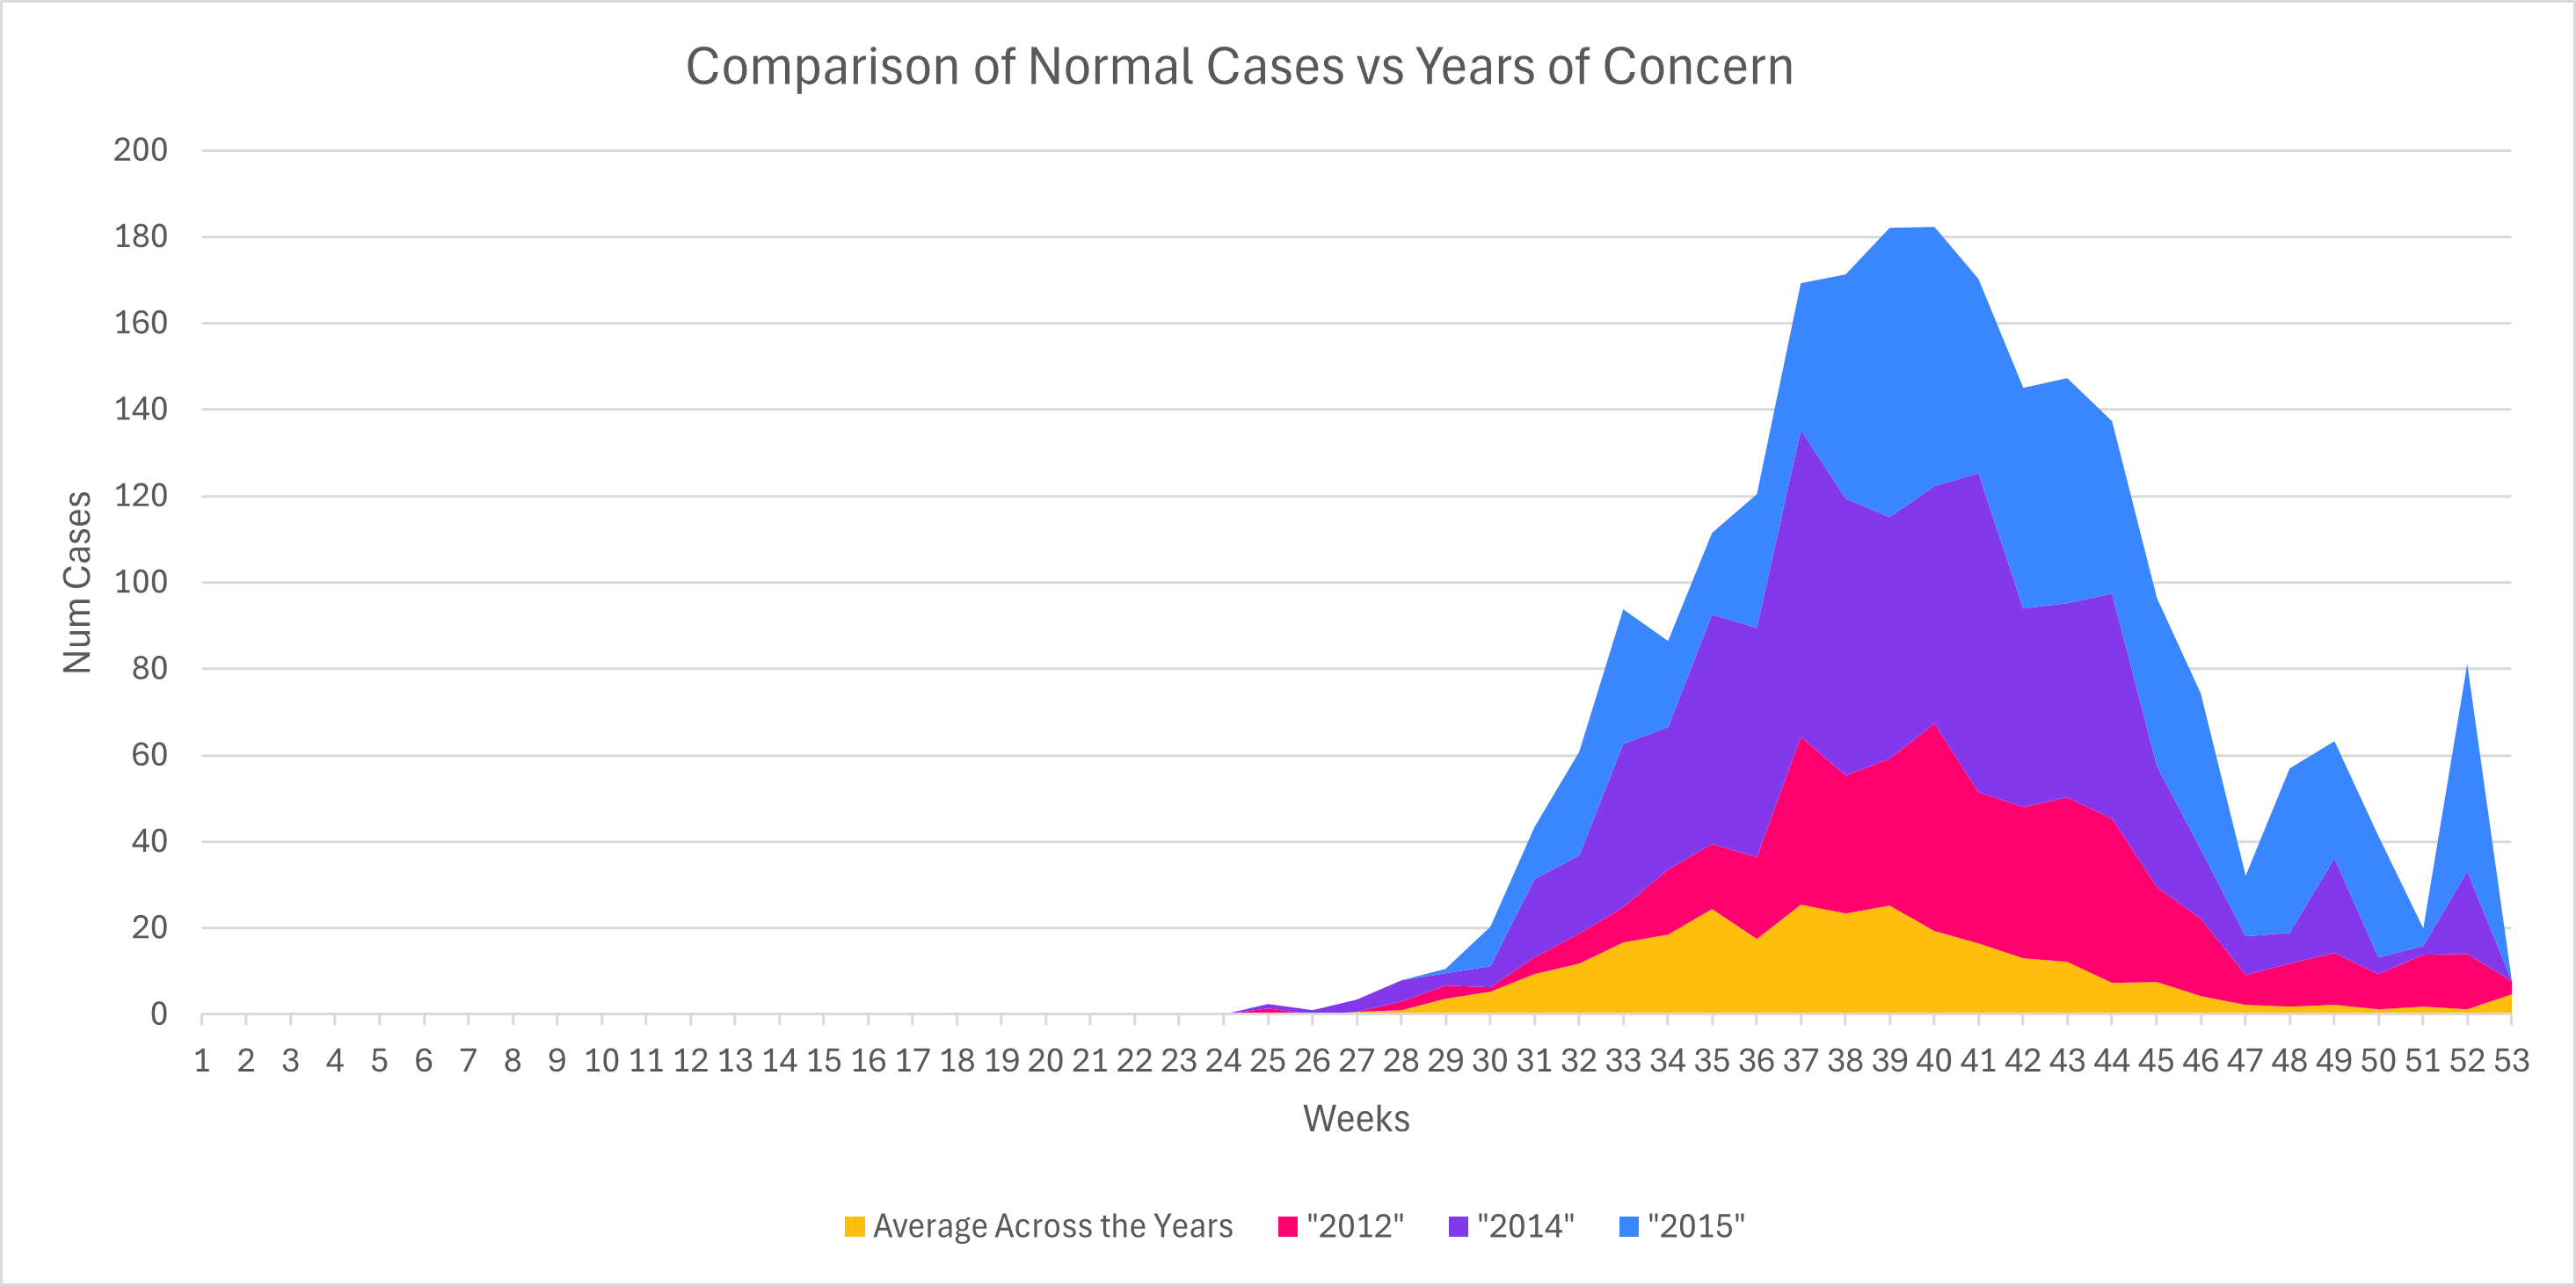 Comparison of Normal Cases vs Years of Concern
200
180
160
140
120
100
80
60
40
20
0
Num Cases
1 2 3 4 5 6 7 8 9 10 11 12 13 14 15 16 17 18 19 20 21 22 23 24 25 26 27 28 29 30 31 32 33 34 35 36 37 38 39 40 41 42 43 44 45 46 47 48 49 50 51 52 53
Weeks
Average Across the Years "2012" "2014" "2015"